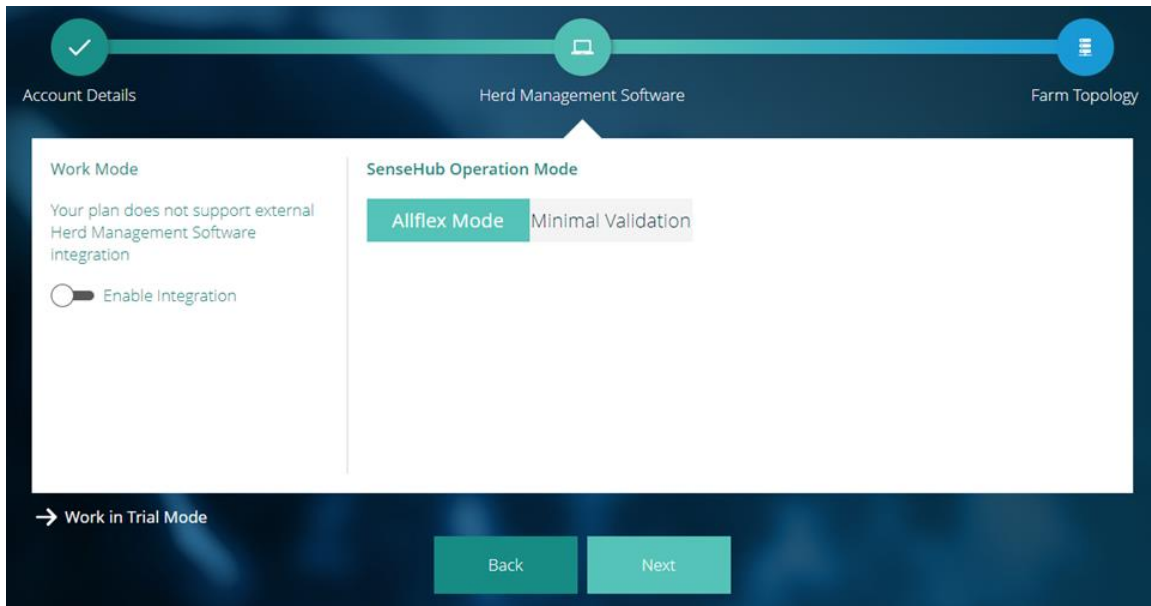 Account Details
Herd Management Software
Farm Topology
Work Mode
Your plan does not support external
Herd Management Software
integration
Enable Integration
SenseHub Operation Mode
Allflex Mode
Minimal Validation
Work in Trial Mode
Back
Next